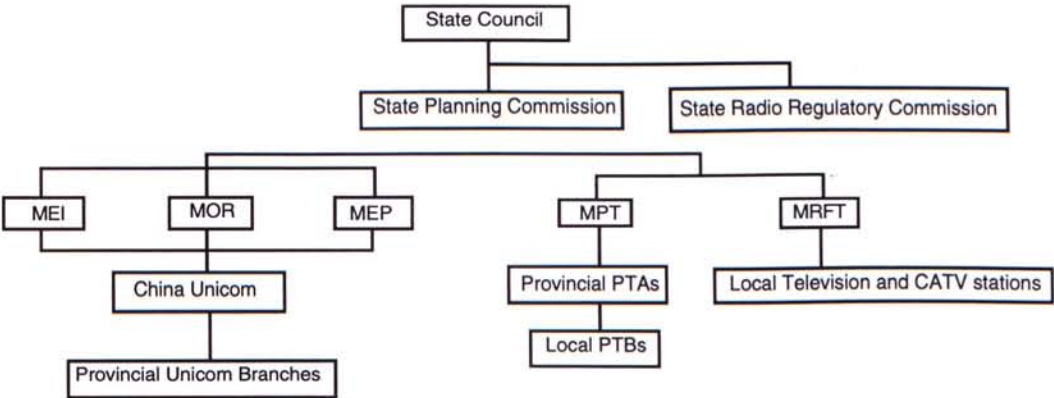 State Council
State Planning Commission
State Radio Regulatory Commission
MEI
MOR
MEP
MPT
MRFT
China Unicom
Provincial PTAs
Local Television and CATV stations
Local PTBs
Provincial Unicom Branches